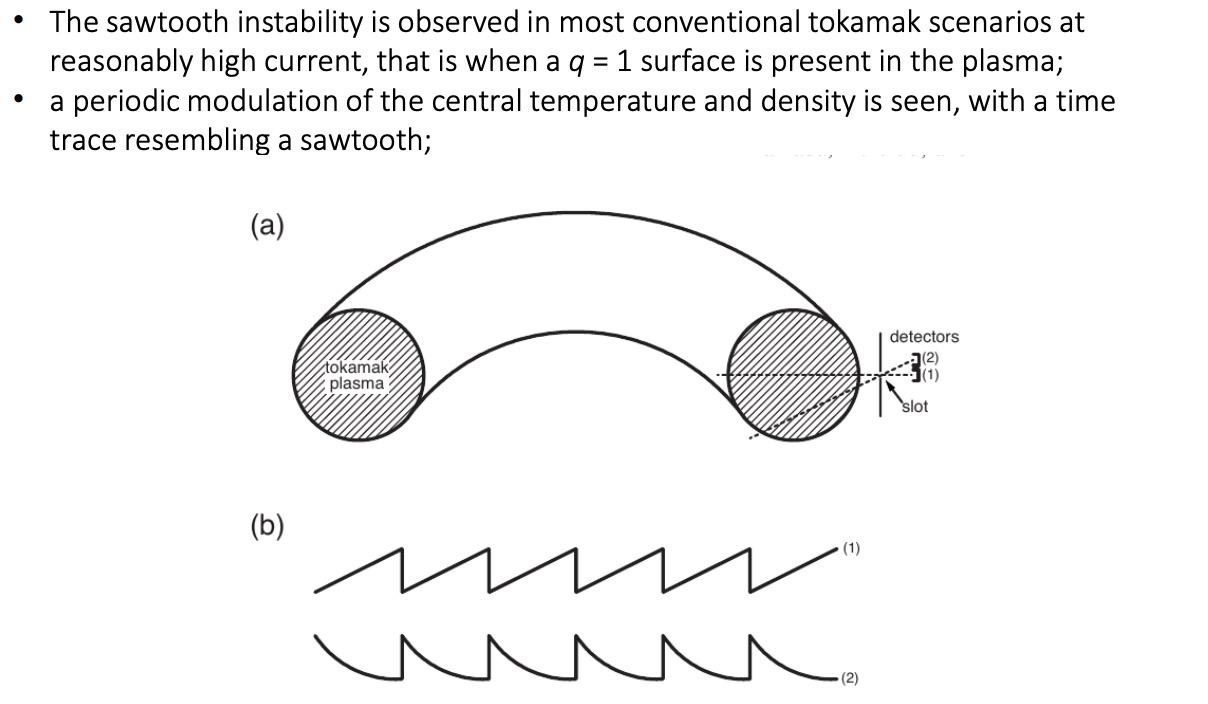 • The sawtooth instability is observed in most conventional tokamak scenarios at
reasonably high current, that is when a q = 1 surface is present in the plasma;
• a periodic modulation of the central temperature and density is seen, with a time
trace resembling a sawtooth;
(a)
detectors
(2)
(1)
tokamak
plasma
slot
(b)
(1)
(2)